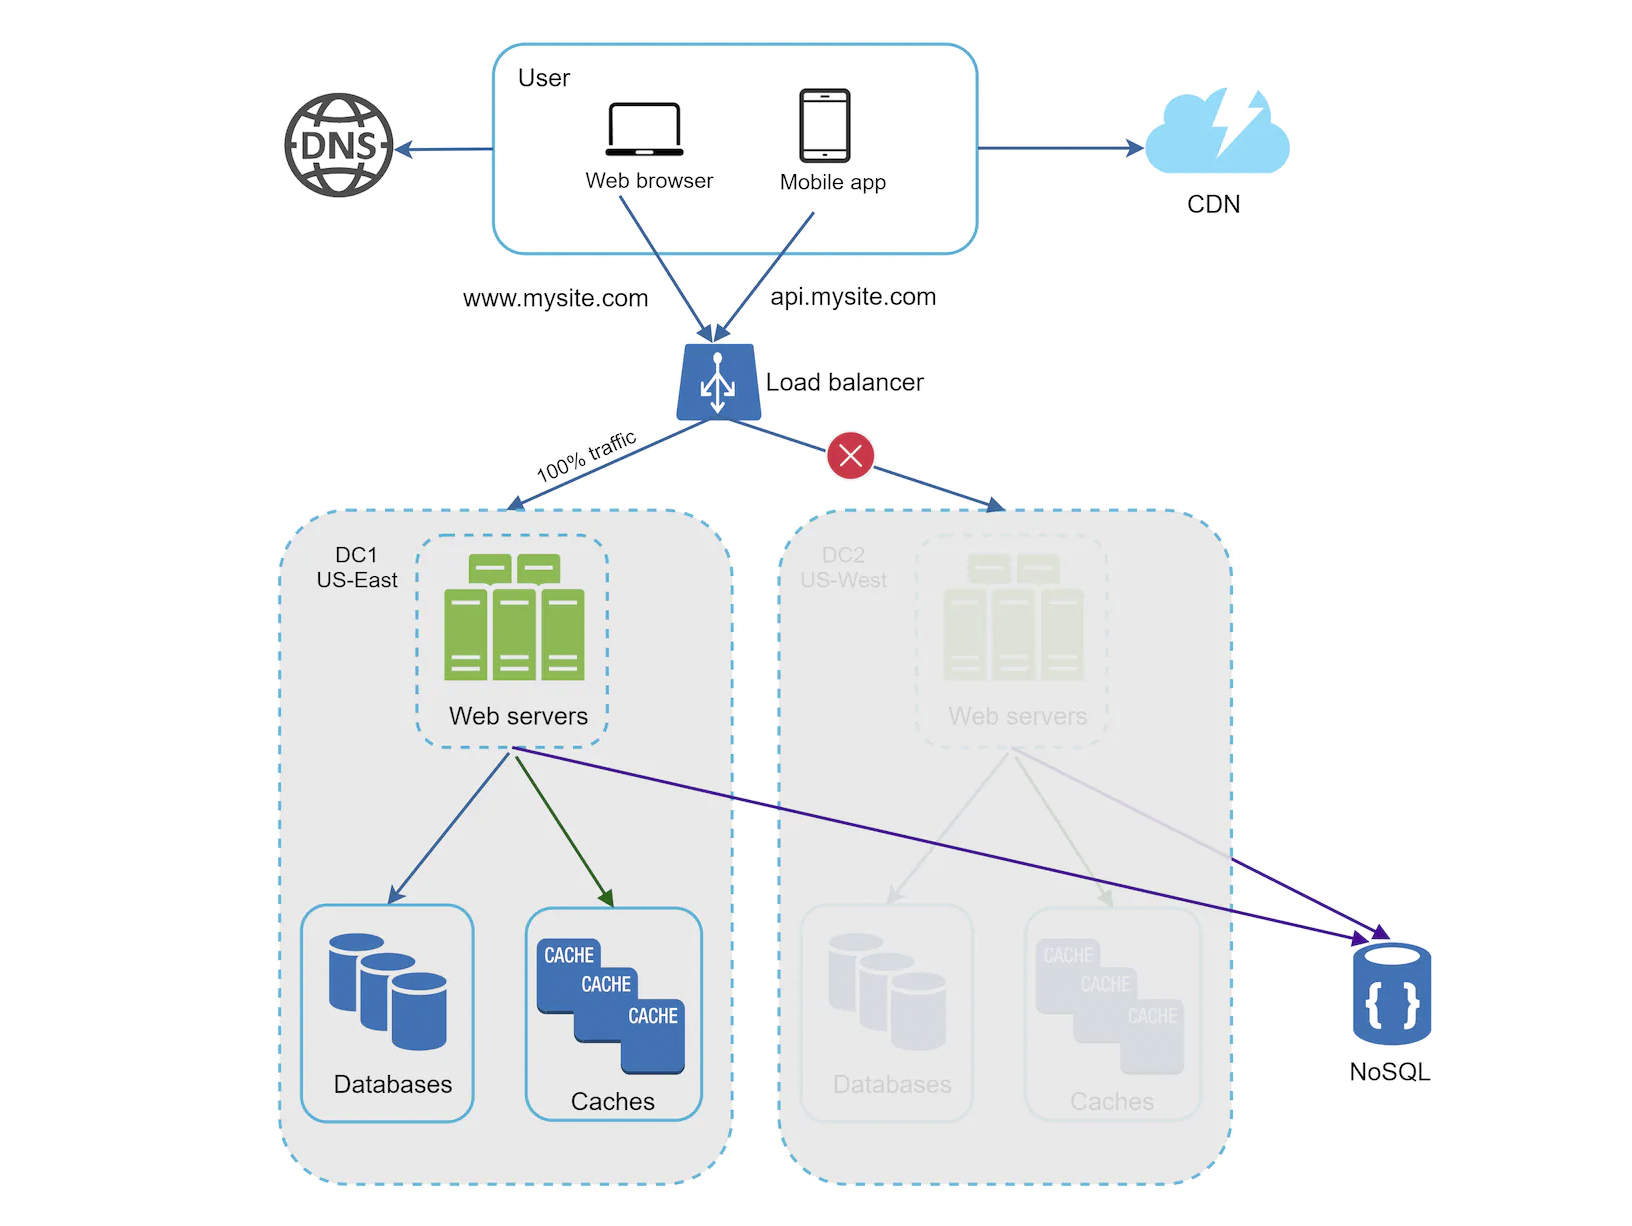 User
DNS
Web browser
Mobile app
CDN
www.mysite.com
api.mysite.com
Load balancer
100% traffic
DC1
US-East
Web servers
DC2
US-West
Web servers
CACHE
CACHE
CACHE
Databases
Caches
CACHE
CACHE
CACHE
Databases
Caches
{ }
NoSQL